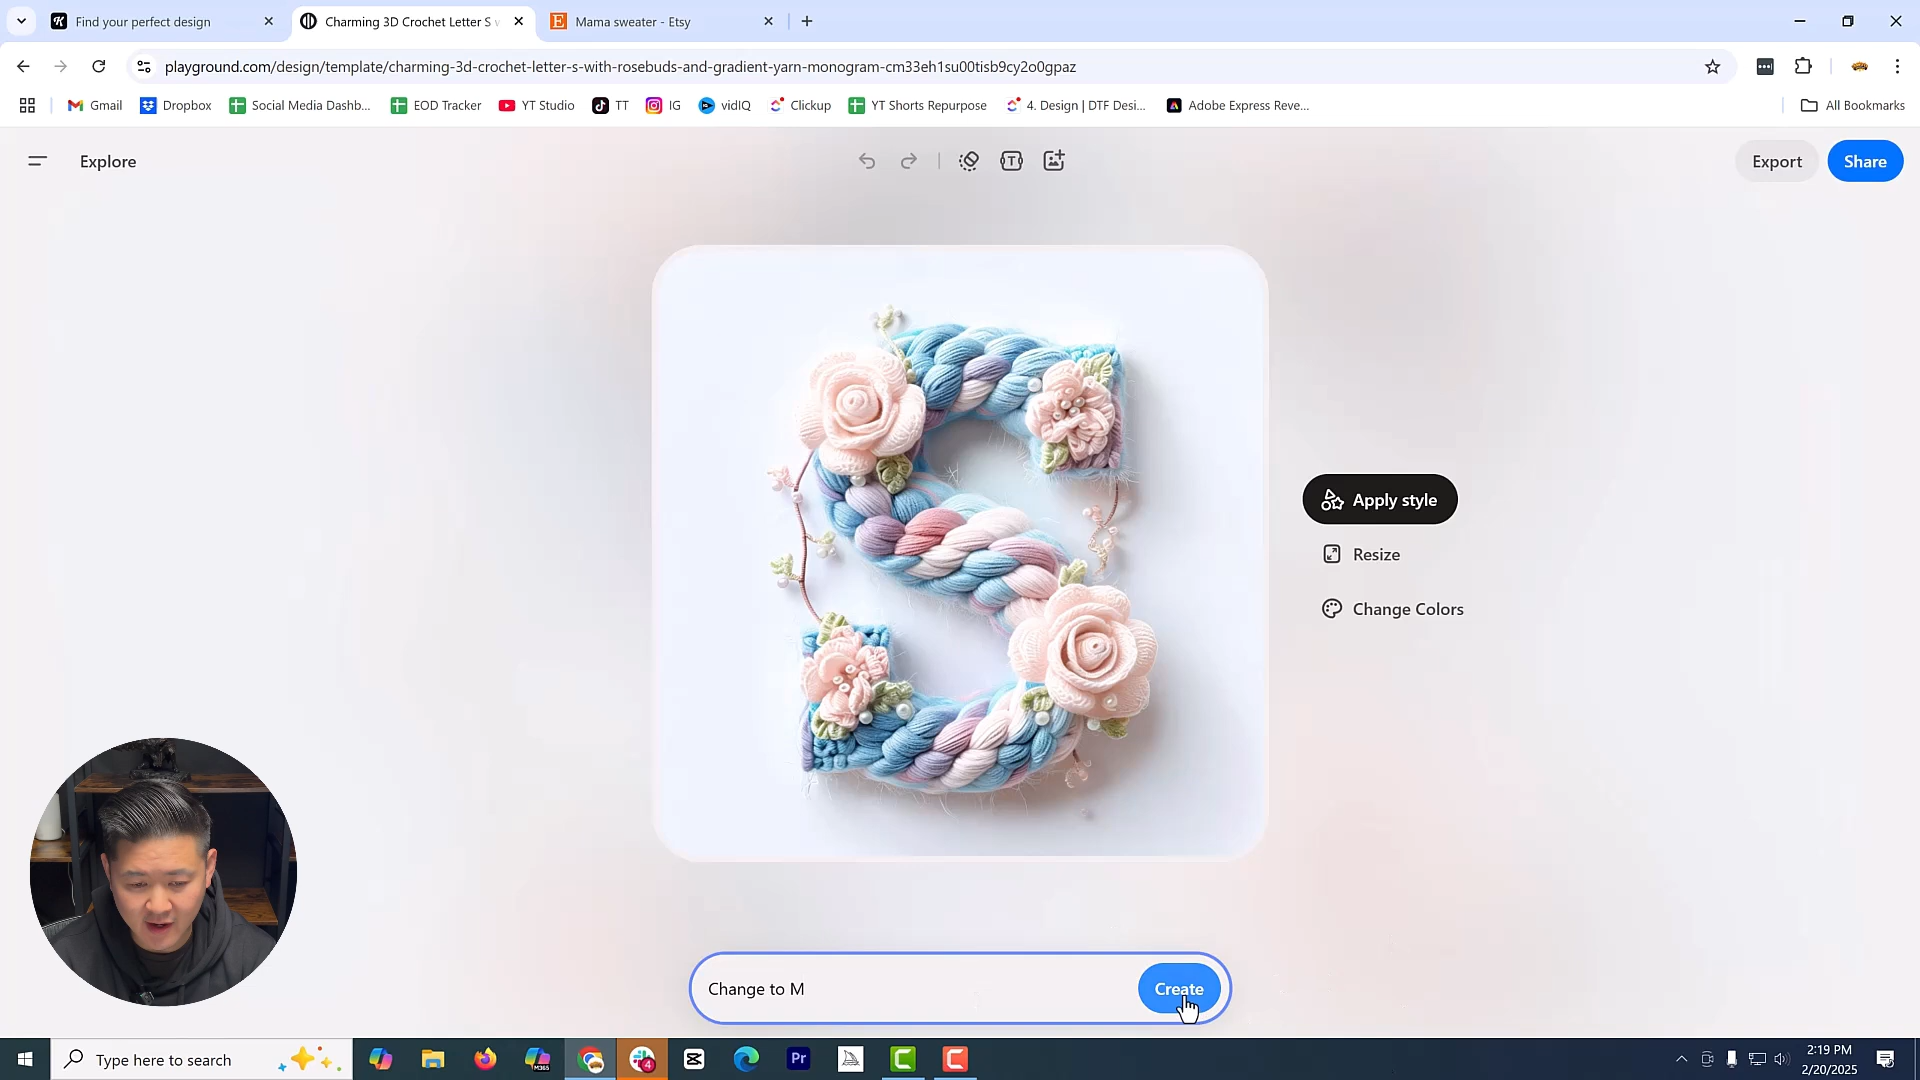 Find your perfect design
Charming 3D Crochet Letter S w
Mama sweater - Etsy
playground.com/design/template/charming-3d-crochet-letter-s-with-rosebuds-and-gradient-yarn-monogram-cm33eh1su00tisb9cy2o0gpaz
Gmail
Dropbox
Social Media Dashb...
EOD Tracker
YT Studio
TT
IG
vidIQ
Clickup
YT Shorts Repurpose
4. Design | DTF Desi...
Adobe Express Reve...
All Bookmarks
Explore
Export
Share
S
Apply style
Resize
Change Colors
Change to M
Create
Type here to search
M365
4
Pr
2:19 PM
2/20/2025